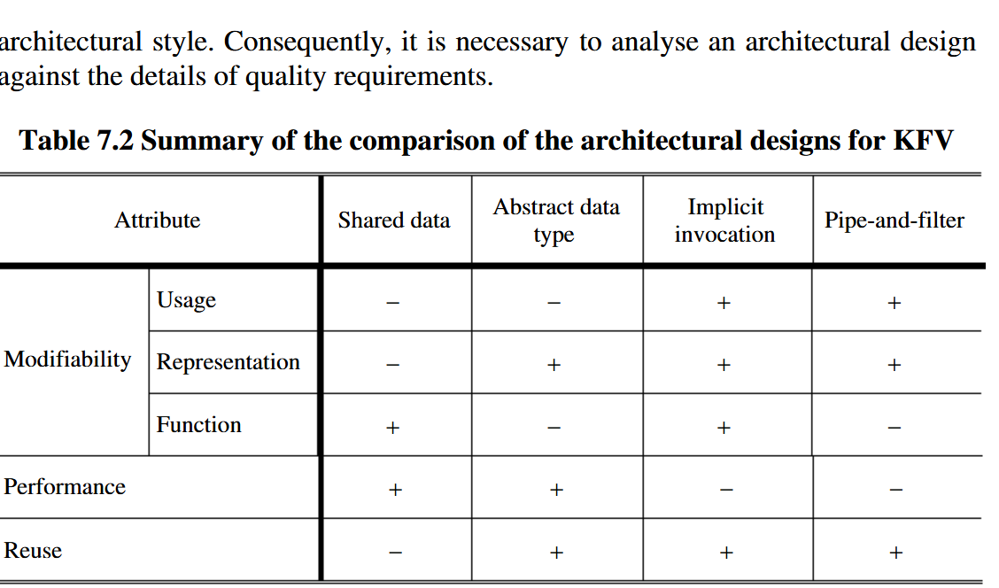 architectural style. Consequently, it is necessary to analyse an architectural design
against the details of quality requirements.
Table 7.2 Summary of the comparison of the architectural designs for KFV
Attribute Shared data Abstract data type Implicit invocation Pipe-and-filter
Modifiability Usage – – + +
Representation – + + +
Function + – + –
Performance + + – –
Reuse – + + +